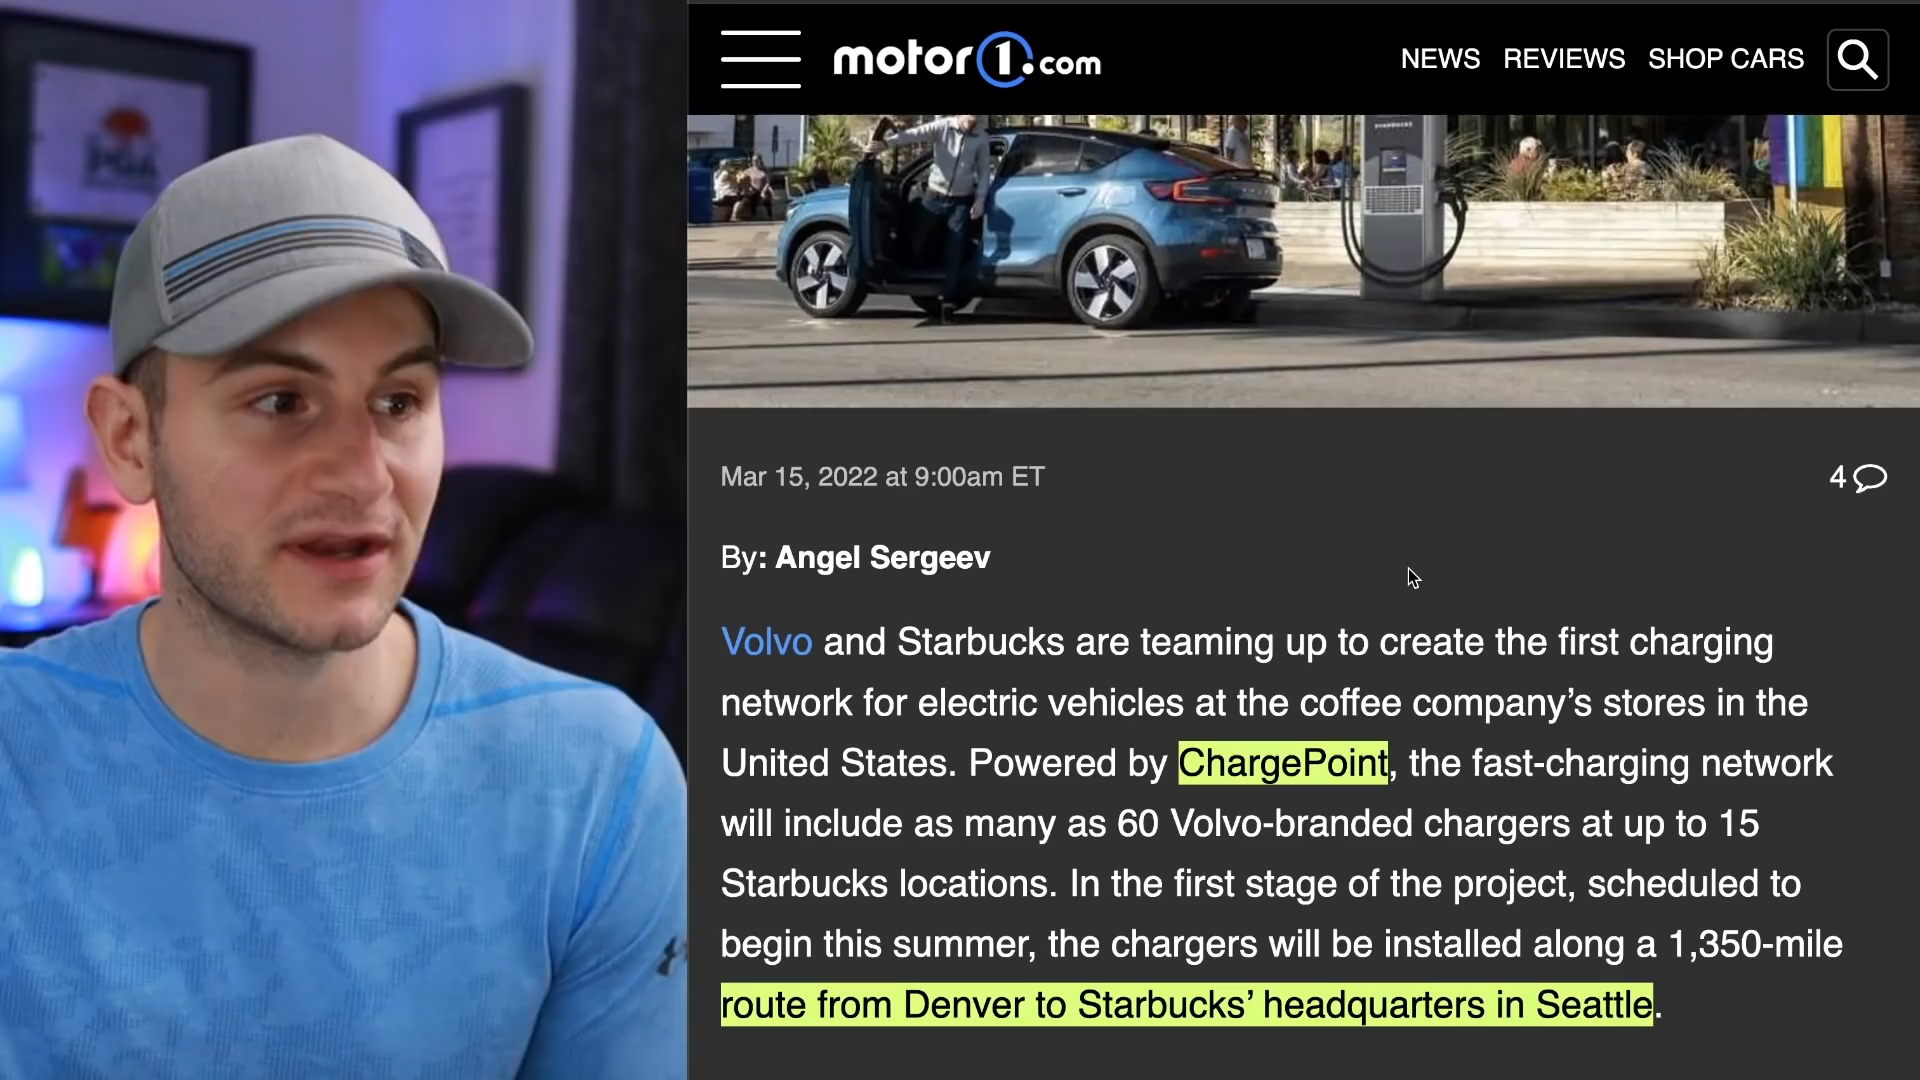 motor1.com
NEWS REVIEWS SHOP CARS
Mar 15, 2022 at 9:00am ET
4
By: Angel Sergeev
Volvo and Starbucks are teaming up to create the first charging
network for electric vehicles at the coffee company’s stores in the
United States. Powered by ChargePoint, the fast-charging network
will include as many as 60 Volvo-branded chargers at up to 15
Starbucks locations. In the first stage of the project, scheduled to
begin this summer, the chargers will be installed along a 1,350-mile
route from Denver to Starbucks’ headquarters in Seattle.